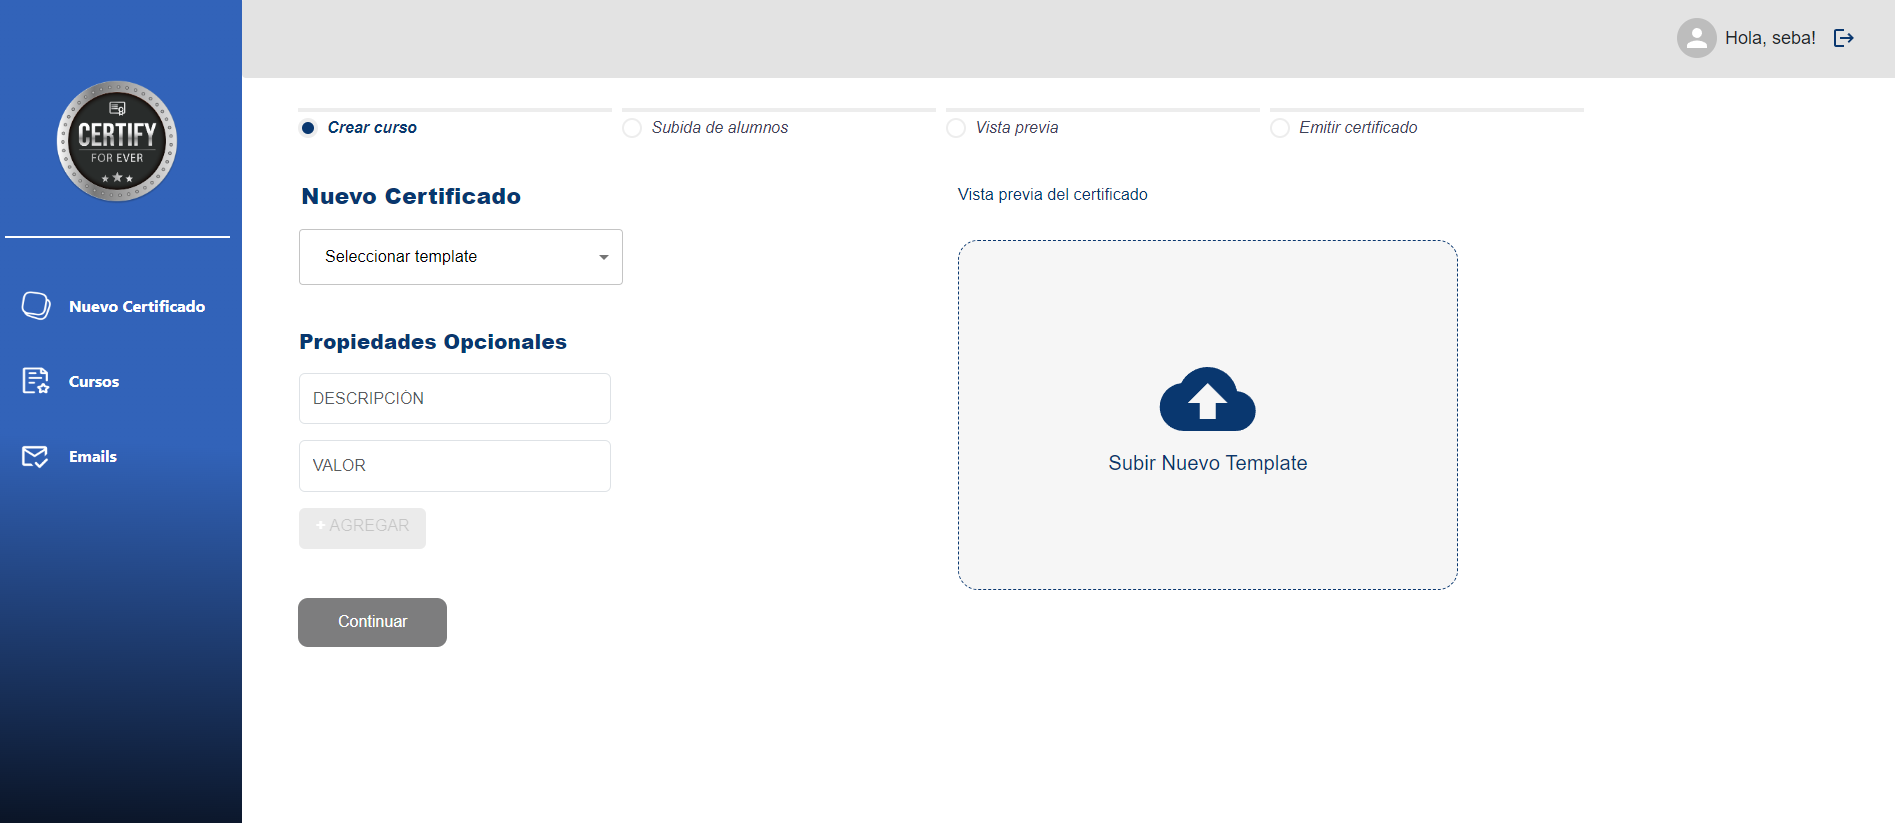 Hola, seba!
CERTIFY
FOR EVER
Nuevo Certificado
Cursos
Emails
Crear curso
Subida de alumnos
Vista previa
Emitir certificado
Nuevo Certificado
Seleccionar template
Propiedades Opcionales
DESCRIPCIÓN
VALOR
+ AGREGAR
Continuar
Vista previa del certificado
Subir Nuevo Template